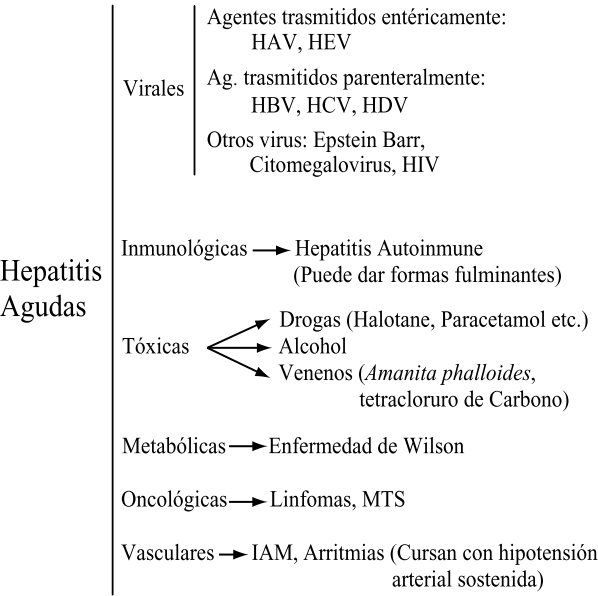 Hepatitis
Agudas
Virales
Agentes trasmitidos entéricamente:
HAV, HEV
Ag. trasmitidos parenteralmente:
HBV, HCV, HDV
Otros virus: Epstein Barr,
Citomegalovirus, HIV
Inmunológicas
Hepatitis Autoinmune
(Puede dar formas fulminantes)
Tóxicas
Drogas (Halotane, Paracetamol etc.)
Alcohol
Venenos (Amanita phalloides,
tetracloruro de Carbono)
Metabólicas
Enfermedad de Wilson
Oncológicas
Linfomas, MTS
Vasculares
IAM, Arritmias (Cursan con hipotensión
arterial sostenida)